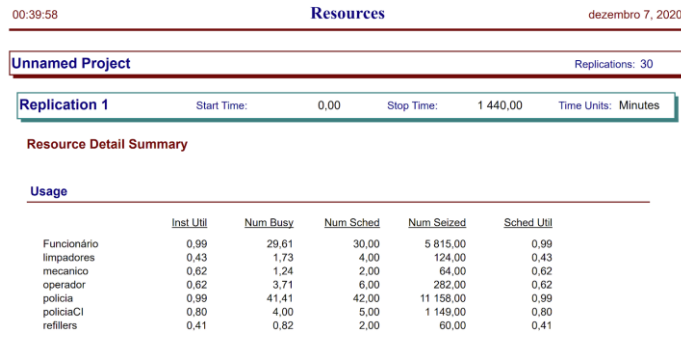 00:39:58 Resources dezembro 7, 2020
Unnamed Project Replications: 30
Replication 1 Start Time: 0,00 Stop Time: 1 440,00 Time Units: Minutes
Resource Detail Summary
Usage
Inst Util Num Busy Num Sched Num Seized Sched Util
Funcionário 0,99 29,61 30,00 5 815,00 0,99
limpadores 0,43 1,73 4,00 124,00 0,43
mecanico 0,62 1,24 2,00 64,00 0,62
operador 0,62 3,71 6,00 282,00 0,62
policia 0,99 41,41 42,00 11 158,00 0,99
policiaCI 0,80 4,00 5,00 1 149,00 0,80
refillers 0,41 0,82 2,00 60,00 0,41